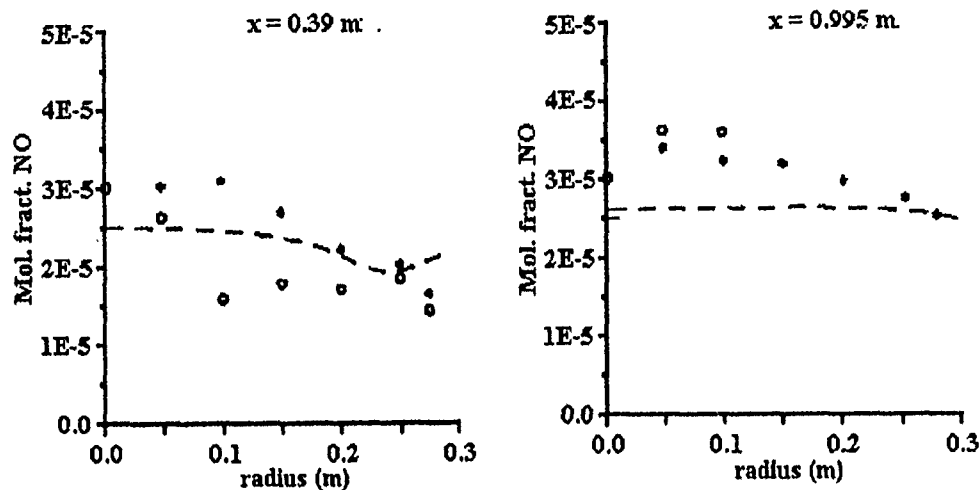 x = 0.39 m
5E-5
4E-5
3E-5
2E-5
1E-5
0.0
Mol. fract. NO
0.0 0.1 0.2 0.3
radius (m)
x = 0.995 m
5E-5
4E-5
3E-5
2E-5
1E-5
0.0
Mol. fract. NO
0.0 0.1 0.2 0.3
radius (m)